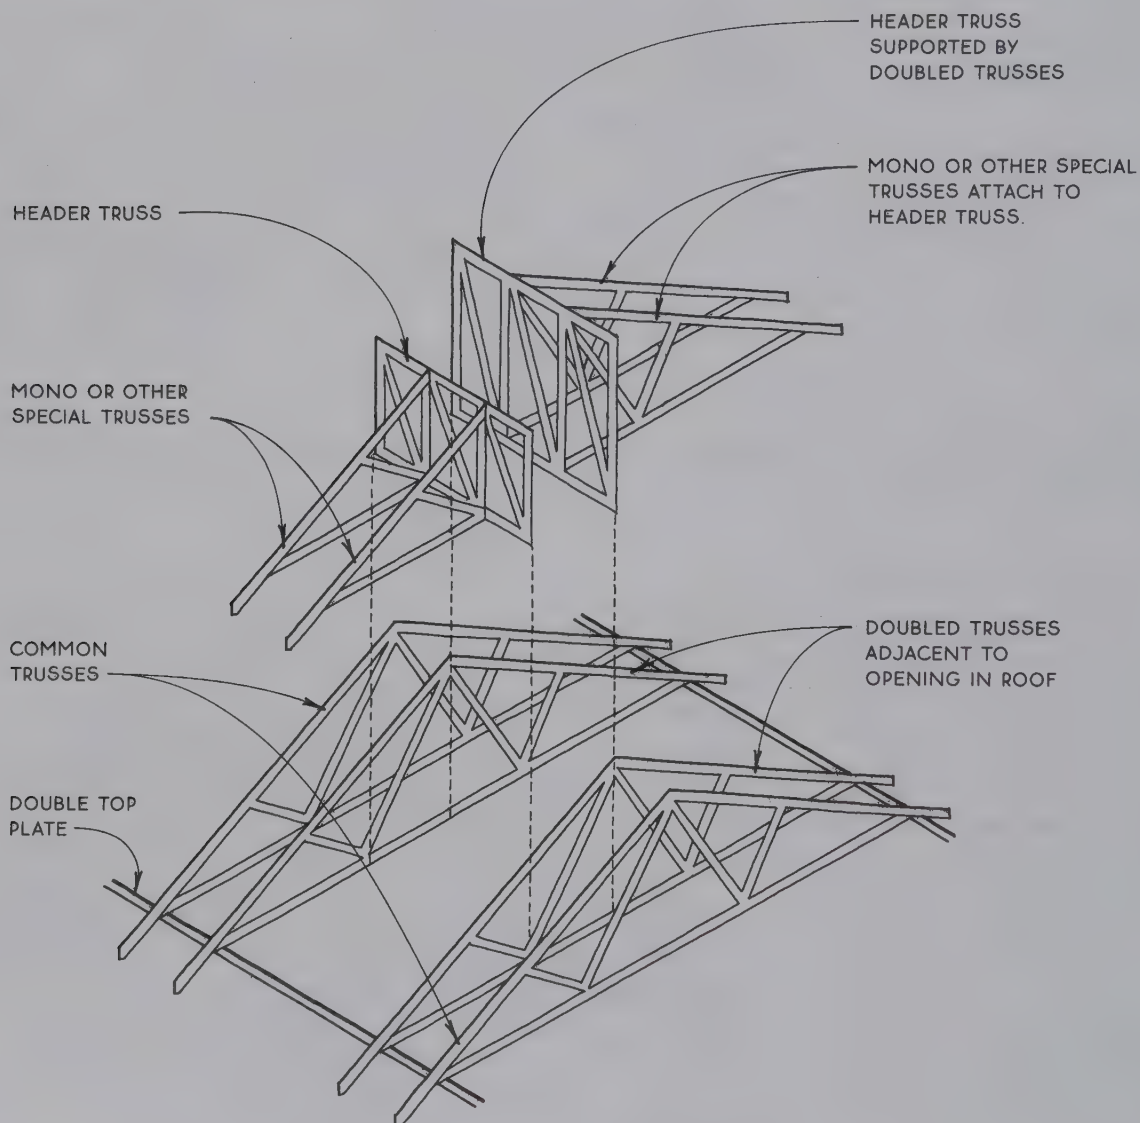 HEADER TRUSS
SUPPORTED BY
DOUBLED TRUSSES
MONO OR OTHER SPECIAL
TRUSSES ATTACH TO
HEADER TRUSS.
HEADER TRUSS
MONO OR OTHER
SPECIAL TRUSSES
COMMON
TRUSSES
DOUBLED TRUSSES
ADJACENT TO
OPENING IN ROOF
DOUBLE TOP
PLATE